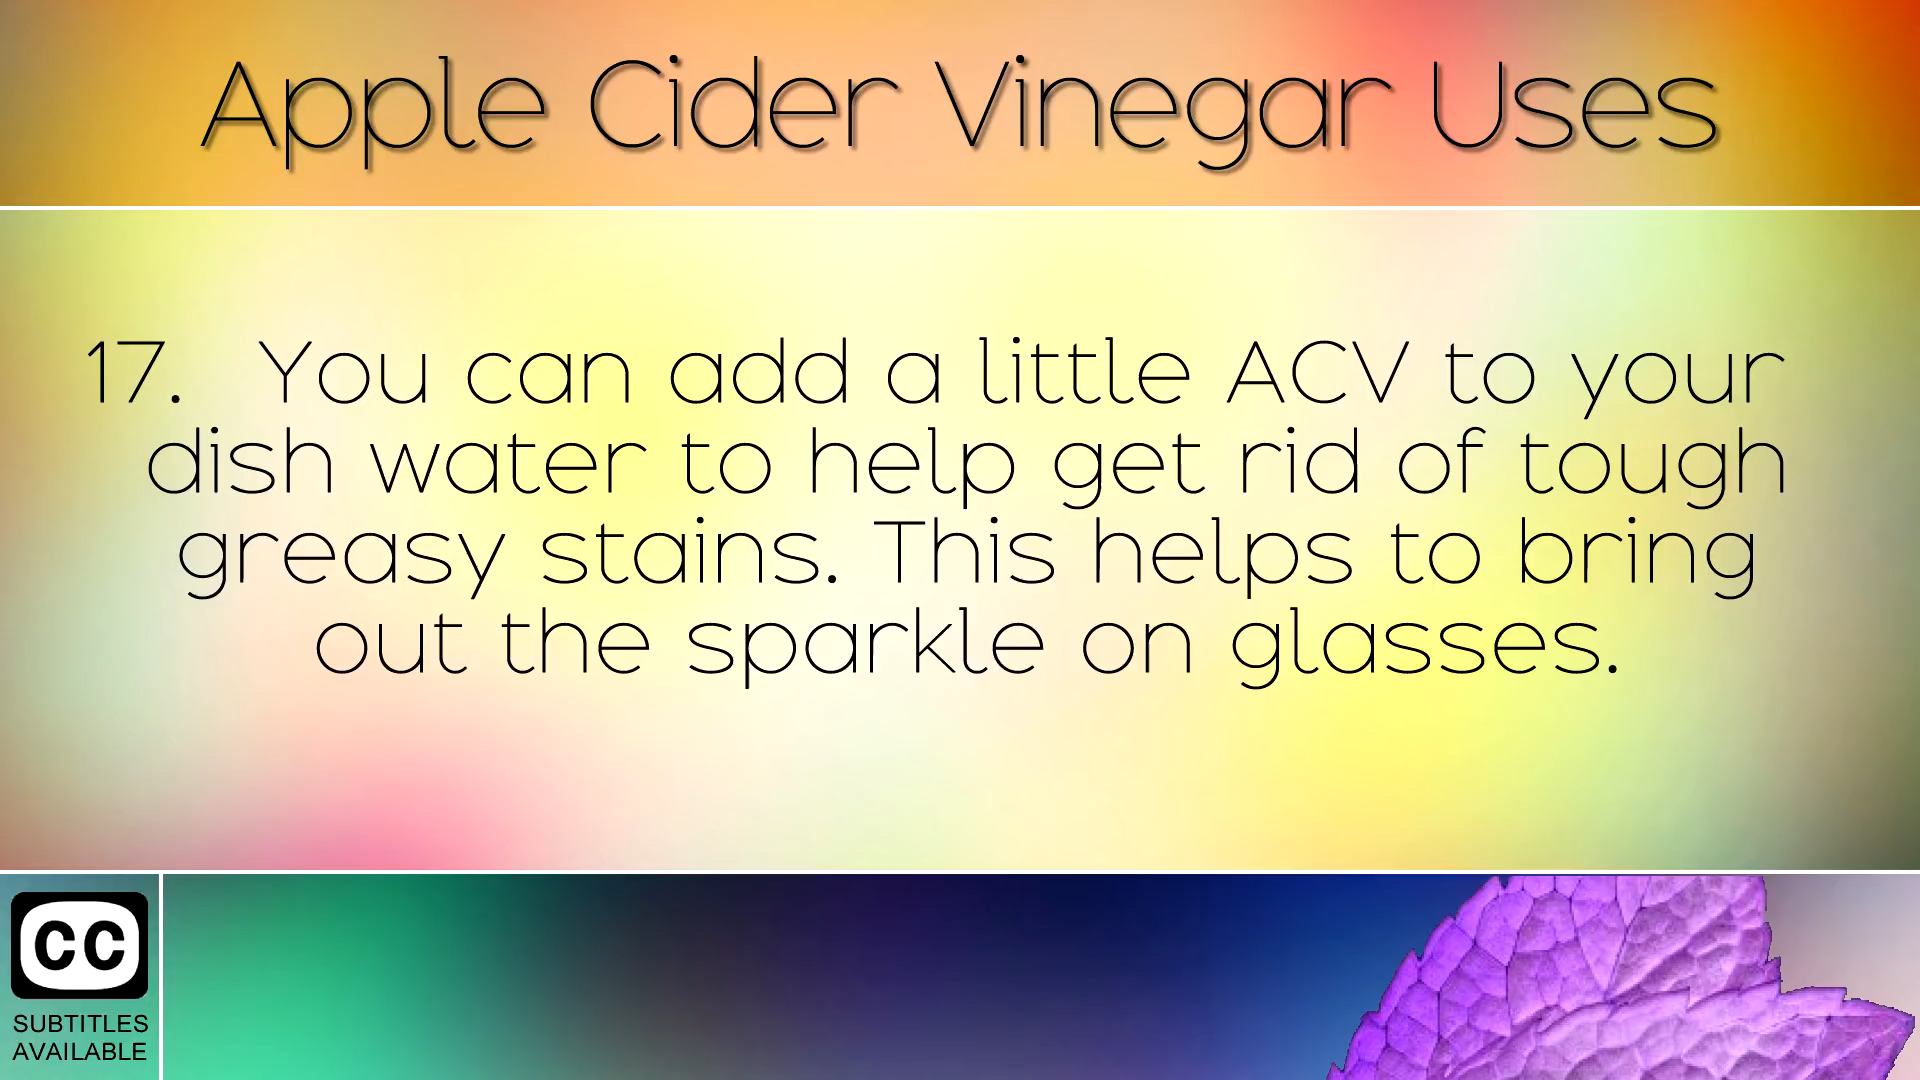 Apple Cider Vinegar Uses
17. You can add a little ACV to your
dish water to help get rid of tough
greasy stains. This helps to bring
out the sparkle on glasses.
CC
SUBTITLES
AVAILABLE